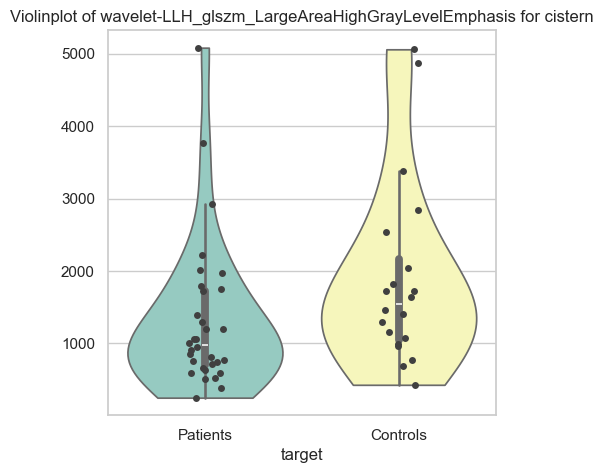 Violinplot of wavelet-LLH_glszm_LargeAreaHighGrayLevelEmphasis for cistern
5000
4000
3000
2000
1000
Patients
Controls
target